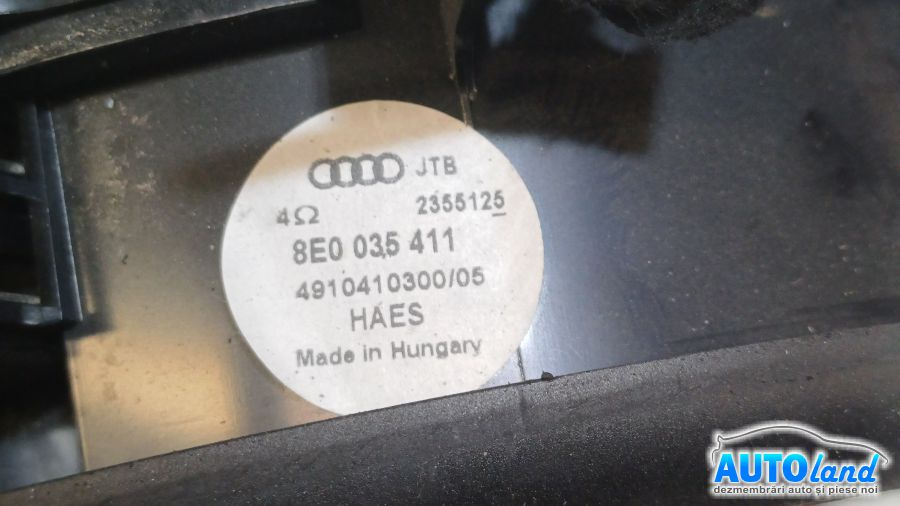 JTB
4Ω 2355125
8E0 035 411
4910410300/05
HAES
Made in Hungary
AUTOland
dezmembrări auto și piese noi